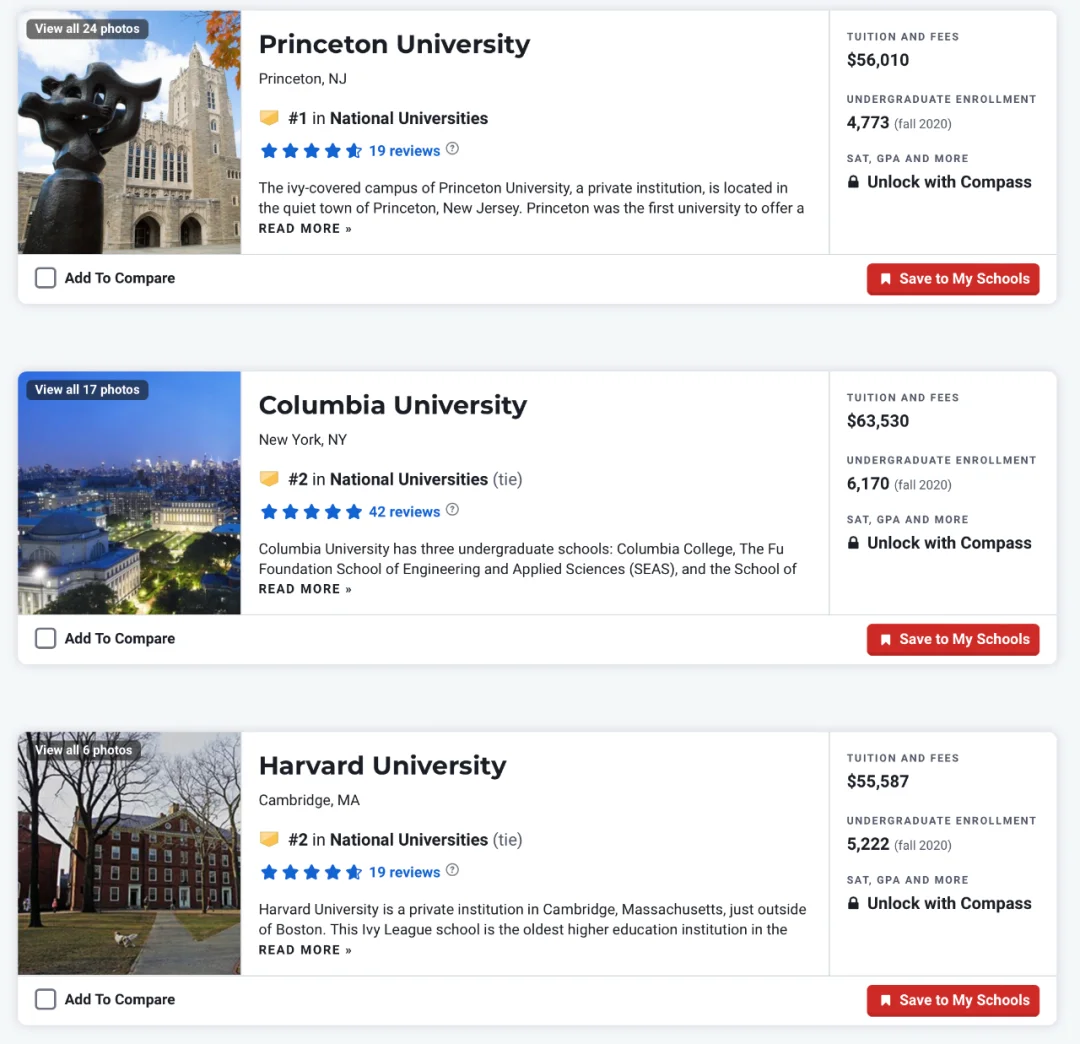 View all 24 photos
Princeton University
Princeton, NJ
#1 in National Universities
19 reviews ?
The ivy-covered campus of Princeton University, a private institution, is located in
the quiet town of Princeton, New Jersey. Princeton was the first university to offer a
READ MORE »
TUITION AND FEES
$56,010
UNDERGRADUATE ENROLLMENT
4,773 (fall 2020)
SAT, GPA AND MORE
Unlock with Compass
Add To Compare
Save to My Schools
View all 17 photos
Columbia University
New York, NY
#2 in National Universities (tie)
42 reviews ?
Columbia University has three undergraduate schools: Columbia College, The Fu
Foundation School of Engineering and Applied Sciences (SEAS), and the School of
READ MORE »
TUITION AND FEES
$63,530
UNDERGRADUATE ENROLLMENT
6,170 (fall 2020)
SAT, GPA AND MORE
Unlock with Compass
Add To Compare
Save to My Schools
View all 6 photos
Harvard University
Cambridge, MA
#2 in National Universities (tie)
19 reviews ?
Harvard University is a private institution in Cambridge, Massachusetts, just outside
of Boston. This Ivy League school is the oldest higher education institution in the
READ MORE »
TUITION AND FEES
$55,587
UNDERGRADUATE ENROLLMENT
5,222 (fall 2020)
SAT, GPA AND MORE
Unlock with Compass
Add To Compare
Save to My Schools